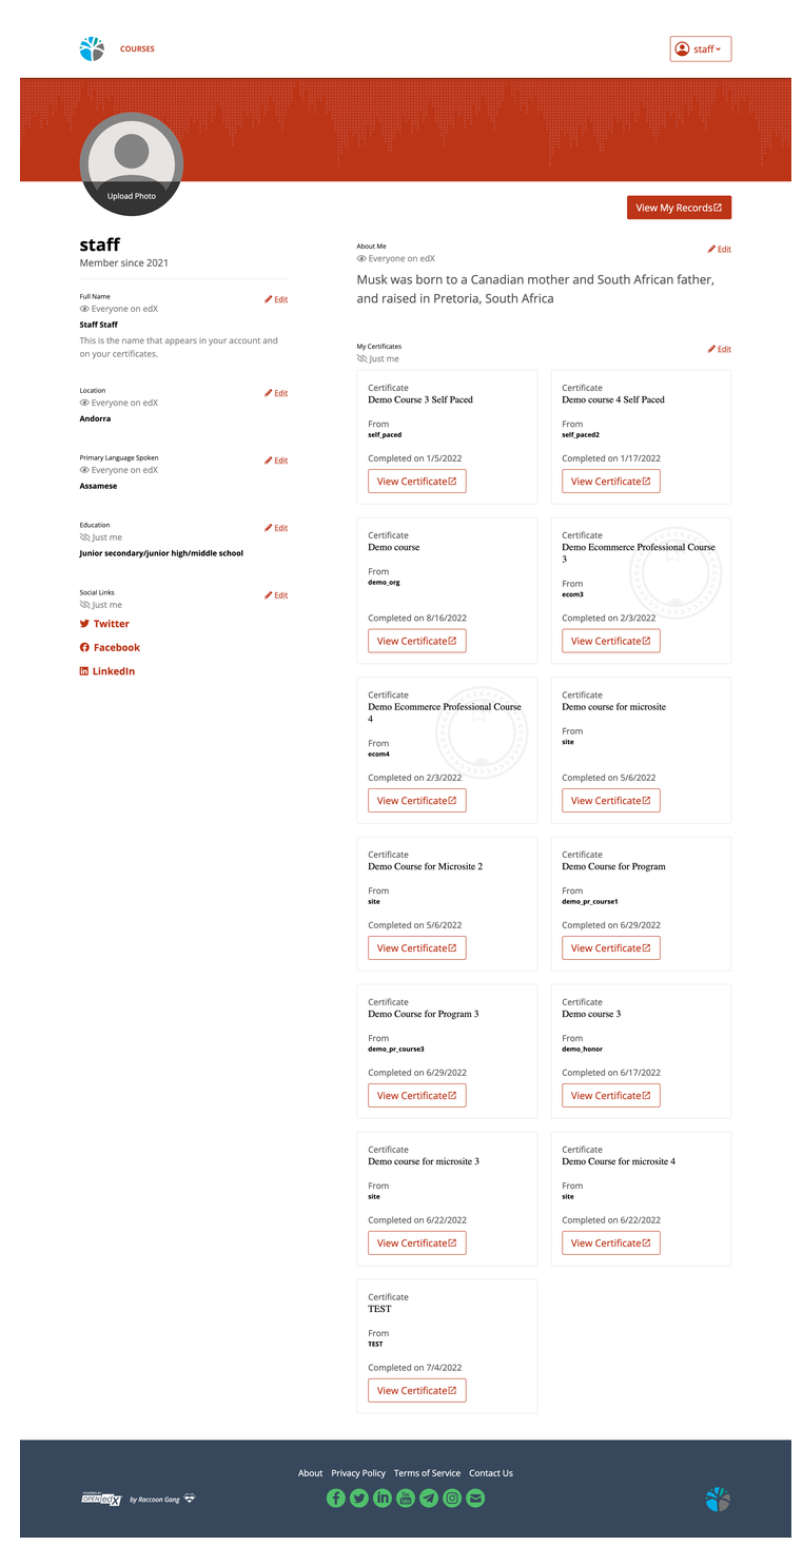 COURSES
staff
Upload Photo
View My Records
staff
Member since 2021
Full Name
Edit
Everyone on edX
Staff Staff
This is the name that appears in your account and
on your certificates.
Location
Edit
Everyone on edX
Andorra
Primary Language Spoken
Edit
Everyone on edX
Assamese
Education
Edit
Just me
Junior secondary/junior high/middle school
Social Links
Edit
Just me
Twitter
Facebook
LinkedIn
About Me
Edit
Everyone on edX
Musk was born to a Canadian mother and South African father,
and raised in Pretoria, South Africa
My Certificates
Edit
Just me
Certificate
Demo Course 3 Self Paced
From
self_paced
Completed on 1/5/2022
View Certificate
Certificate
Demo course 4 Self Paced
From
self_paced2
Completed on 1/17/2022
View Certificate
Certificate
Demo course
From
demo_org
Completed on 8/16/2022
View Certificate
Certificate
Demo Ecommerce Professional Course
3
From
ecom3
Completed on 2/3/2022
View Certificate
Certificate
Demo Ecommerce Professional Course
4
From
ecom4
Completed on 2/3/2022
View Certificate
Certificate
Demo course for microsite
From
site
Completed on 5/6/2022
View Certificate
Certificate
Demo Course for Microsite 2
From
site
Completed on 5/6/2022
View Certificate
Certificate
Demo Course for Program
From
demo_pr_course1
Completed on 6/29/2022
View Certificate
Certificate
Demo Course for Program 3
From
demo_pr_course3
Completed on 6/29/2022
View Certificate
Certificate
Demo course 3
From
demo_honor
Completed on 6/17/2022
View Certificate
Certificate
Demo course for microsite 3
From
site
Completed on 6/22/2022
View Certificate
Certificate
Demo Course for microsite 4
From
site
Completed on 6/22/2022
View Certificate
Certificate
TEST
From
TEST
Completed on 7/4/2022
View Certificate
About Privacy Policy Terms of Service Contact Us
POWERED BY
OPEN edX by Raccoon Gang